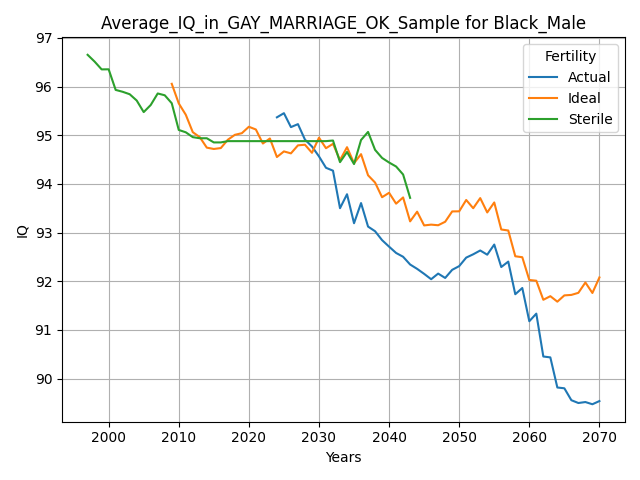 Average_IQ_in_GAY_MARRIAGE_OK_Sample for Black_Male
97
96
95
94
93
92
91
90
IQ
Fertility
Actual
Ideal
Sterile
2000 2010 2020 2030 2040 2050 2060 2070
Years